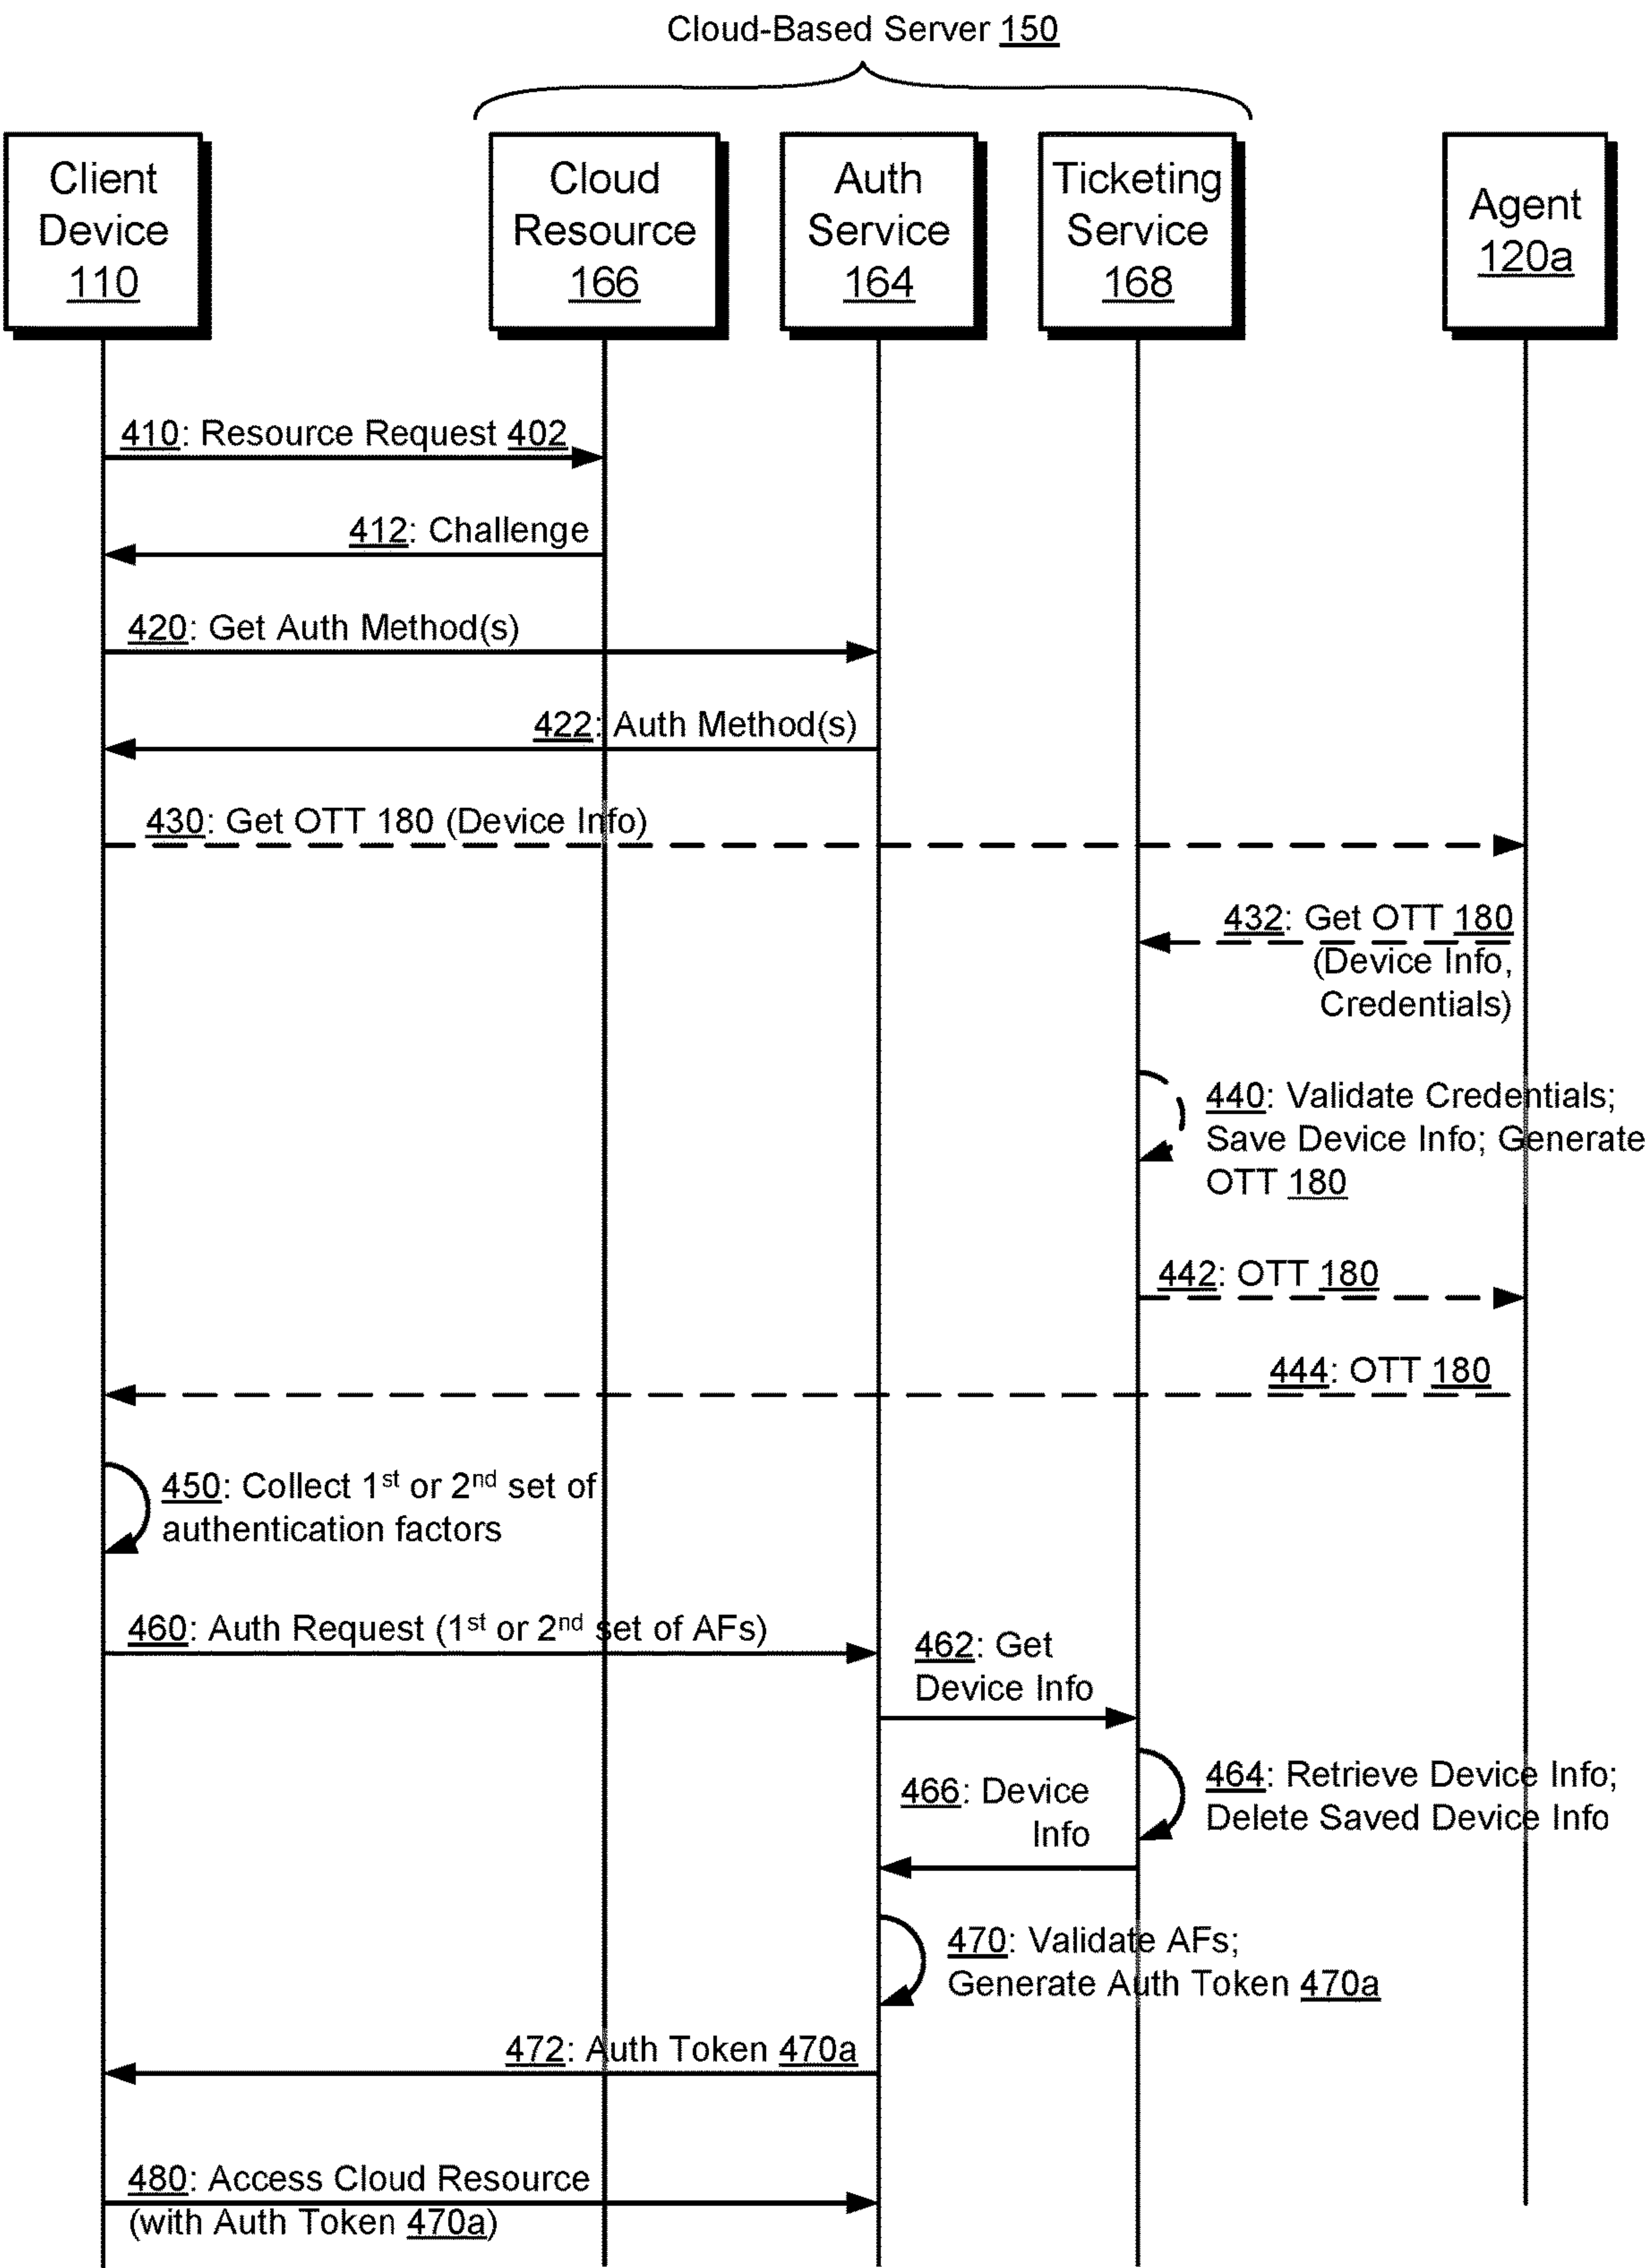 Cloud-Based Server 150
Client
Device
110
Cloud
Resource
166
Auth
Service
164
Ticketing
Service
168
Agent
120a
410: Resource Request 402
412: Challenge
420: Get Auth Method(s)
422: Auth Method(s)
430: Get OTT 180 (Device Info)
432: Get OTT 180
(Device Info,
Credentials)
440: Validate Credentials;
Save Device Info; Generate
OTT 180
442: OTT 180
444: OTT 180
450: Collect 1st or 2nd set of
authentication factors
460: Auth Request (1st or 2nd set of AFs)
462: Get
Device Info
464: Retrieve Device Info;
Delete Saved Device Info
466: Device
Info
470: Validate AFs;
Generate Auth Token 470a
472: Auth Token 470a
480: Access Cloud Resource
(with Auth Token 470a)